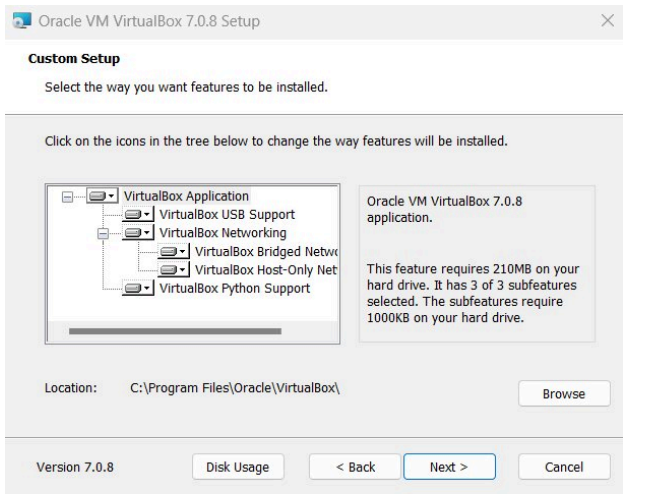 Oracle VM VirtualBox 7.0.8 Setup
Custom Setup
Select the way you want features to be installed.
Click on the icons in the tree below to change the way features will be installed.
VirtualBox Application
VirtualBox USB Support
VirtualBox Networking
VirtualBox Bridged Netwo
VirtualBox Host-Only Net
VirtualBox Python Support
Oracle VM VirtualBox 7.0.8
application.
This feature requires 210MB on your
hard drive. It has 3 of 3 subfeatures
selected. The subfeatures require
1000KB on your hard drive.
Location: C:\Program Files\Oracle\VirtualBox\
Browse
Version 7.0.8
Disk Usage
< Back
Next >
Cancel